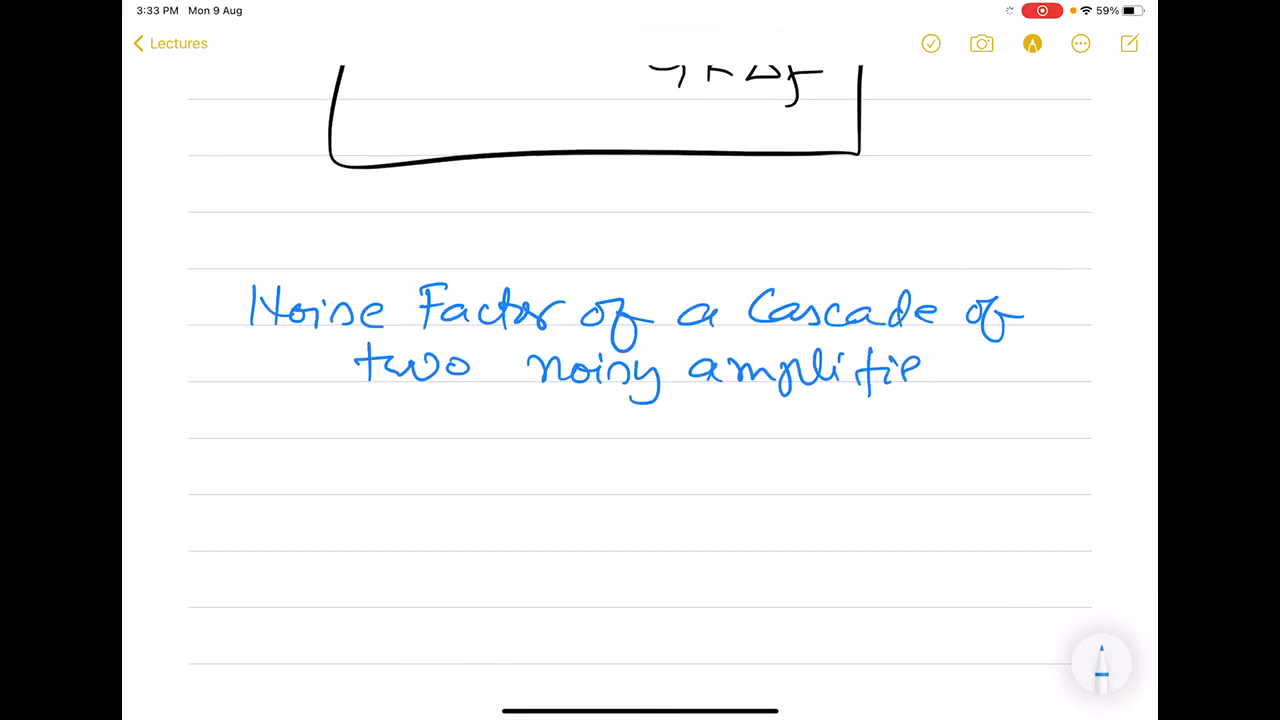 3:33 PM Mon 9 Aug 59%
Lectures
Noise Factor of a Cascade of
two noisy amplifie